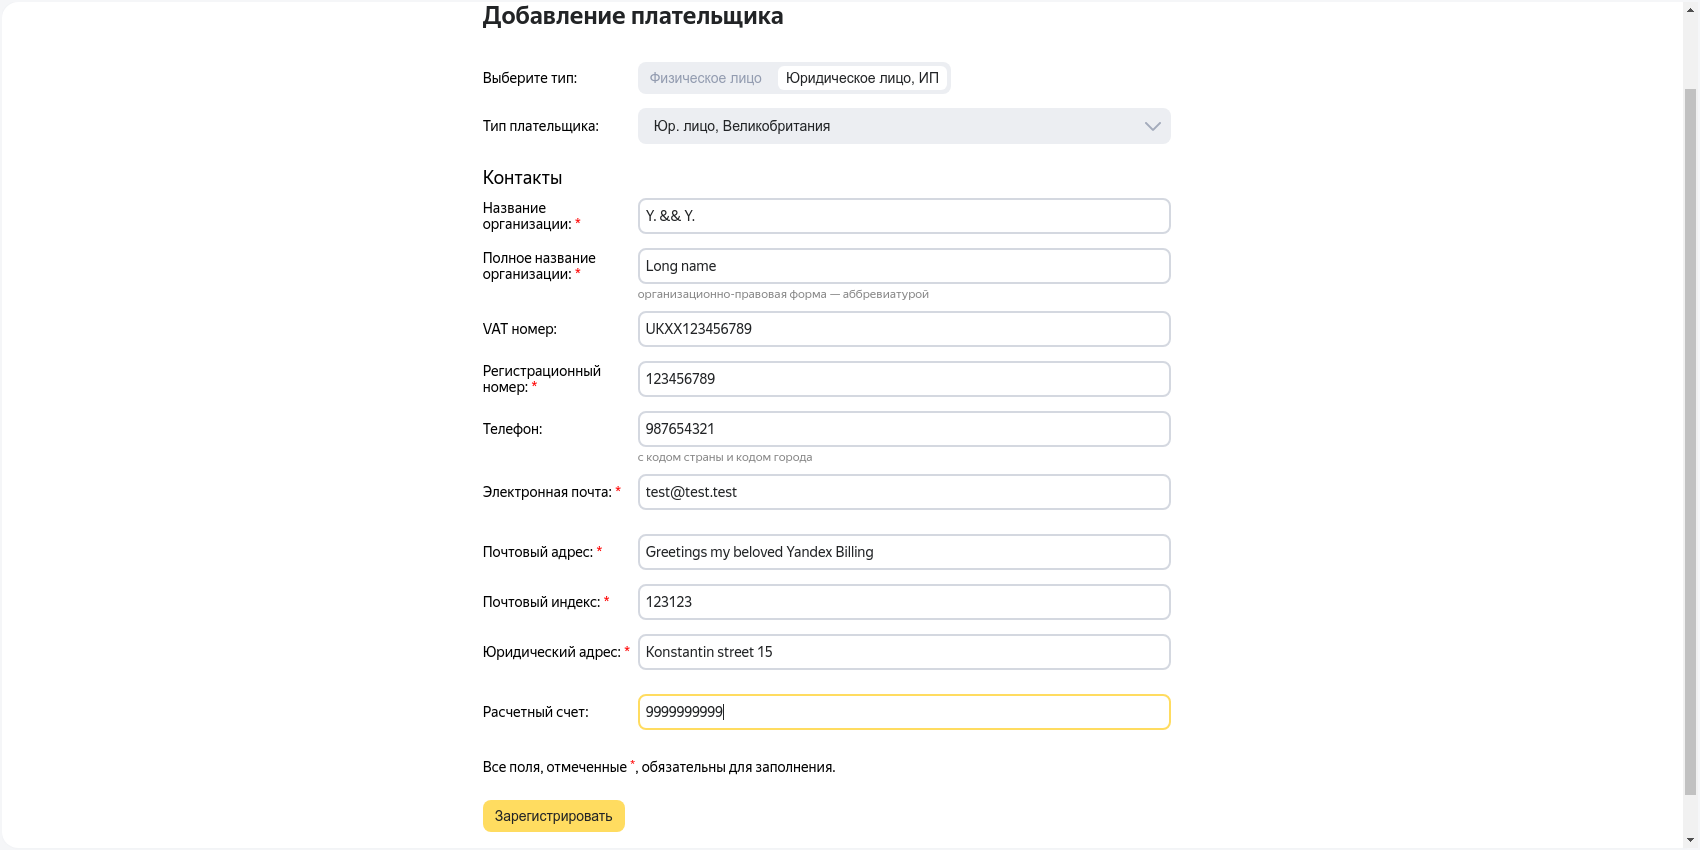 Добавление плательщика
Выберите тип:
Физическое лицо
Юридическое лицо, ИП
Тип плательщика:
Юр. лицо, Великобритания
Контакты
Название
организации: *
Y. && Y.
Полное название
организации: *
Long name
организационно-правовая форма — аббревиатурой
VAT номер:
UKXX123456789
Регистрационный
номер: *
123456789
Телефон:
987654321
с кодом страны и кодом города
Электронная почта: *
test@test.test
Почтовый адрес: *
Greetings my beloved Yandex Billing
Почтовый индекс: *
123123
Юридический адрес: *
Konstantin street 15
Расчетный счет:
9999999999
Все поля, отмеченные *, обязательны для заполнения.
Зарегистрировать